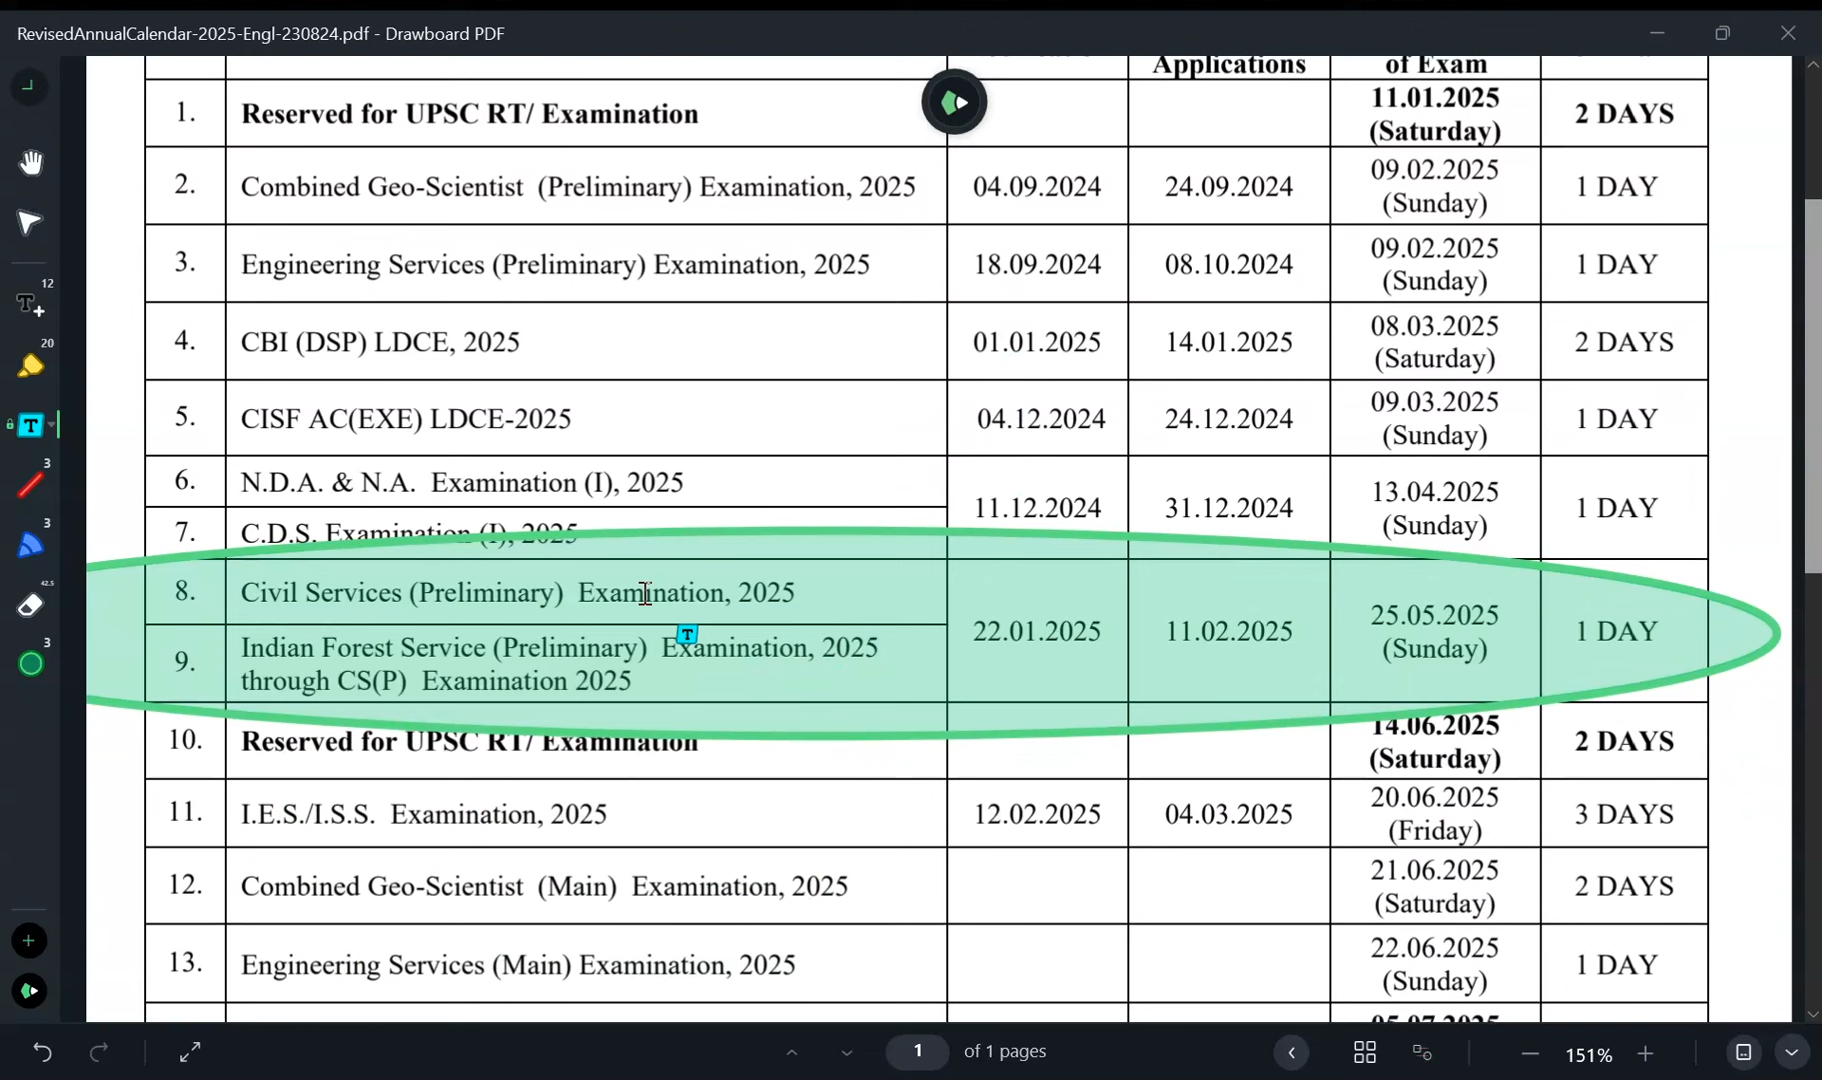 RevisedAnnualCalendar-2025-Engl-230824.pdf - Drawboard PDF
Applications of Exam
1. Reserved for UPSC RT/ Examination 11.01.2025 (Saturday) 2 DAYS
2. Combined Geo-Scientist (Preliminary) Examination, 2025 04.09.2024 24.09.2024 09.02.2025 (Sunday) 1 DAY
3. Engineering Services (Preliminary) Examination, 2025 18.09.2024 08.10.2024 09.02.2025 (Sunday) 1 DAY
4. CBI (DSP) LDCE, 2025 01.01.2025 14.01.2025 08.03.2025 (Saturday) 2 DAYS
5. CISF AC(EXE) LDCE-2025 04.12.2024 24.12.2024 09.03.2025 (Sunday) 1 DAY
6. N.D.A. & N.A. Examination (I), 2025 11.12.2024 31.12.2024 13.04.2025 (Sunday) 1 DAY
7. C.D.S. Examination (I), 2025
8. Civil Services (Preliminary) Examination, 2025 22.01.2025 11.02.2025 25.05.2025 (Sunday) 1 DAY
9. Indian Forest Service (Preliminary) Examination, 2025
through CS(P) Examination 2025
10. Reserved for UPSC RT/ Examination 14.06.2025 (Saturday) 2 DAYS
11. I.E.S./I.S.S. Examination, 2025 12.02.2025 04.03.2025 20.06.2025 (Friday) 3 DAYS
12. Combined Geo-Scientist (Main) Examination, 2025 21.06.2025 (Saturday) 2 DAYS
13. Engineering Services (Main) Examination, 2025 22.06.2025 (Sunday) 1 DAY
12
20
T
3
3
42.5
3
T
1 of 1 pages
151%